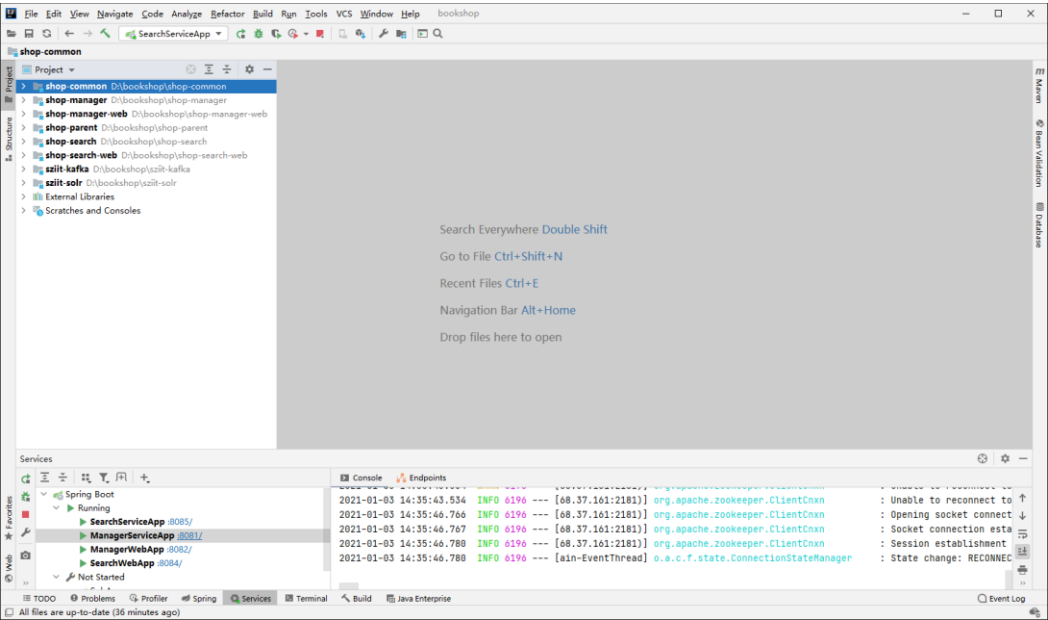 File Edit View Navigate Code Analyze Refactor Build Run Tools VCS Window Help bookshop
SearchServiceApp
shop-common
Project
shop-common D:\bookshop\shop-common
shop-manager D:\bookshop\shop-manager
shop-manager-web D:\bookshop\shop-manager-web
shop-parent D:\bookshop\shop-parent
shop-search D:\bookshop\shop-search
shop-search-web D:\bookshop\shop-search-web
sziit-kafka D:\bookshop\sziit-kafka
sziit-solr D:\bookshop\sziit-solr
External Libraries
Scratches and Consoles
Project
Structure
Favorites
Web
Search Everywhere Double Shift
Go to File Ctrl+Shift+N
Recent Files Ctrl+E
Navigation Bar Alt+Home
Drop files here to open
m Maven
Bean Validation
Database
Services
Spring Boot
Running
SearchServiceApp :8085/
ManagerServiceApp :8081/
ManagerWebApp :8082/
SearchWebApp :8084/
Not Started
Console Endpoints
2021-01-03 14:35:43.534 INFO 6196 --- [68.37.161:2181)] org.apache.zookeeper.ClientCnxn : Unable to reconnect to
2021-01-03 14:35:46.766 INFO 6196 --- [68.37.161:2181)] org.apache.zookeeper.ClientCnxn : Opening socket connect
2021-01-03 14:35:46.767 INFO 6196 --- [68.37.161:2181)] org.apache.zookeeper.ClientCnxn : Socket connection esta
2021-01-03 14:35:46.780 INFO 6196 --- [68.37.161:2181)] org.apache.zookeeper.ClientCnxn : Session establishment
2021-01-03 14:35:46.780 INFO 6196 --- [ain-EventThread] o.a.c.f.state.ConnectionStateManager : State change: RECONNEC
TODO Problems Profiler Spring Services Terminal Build Java Enterprise Event Log
All files are up-to-date (36 minutes ago)